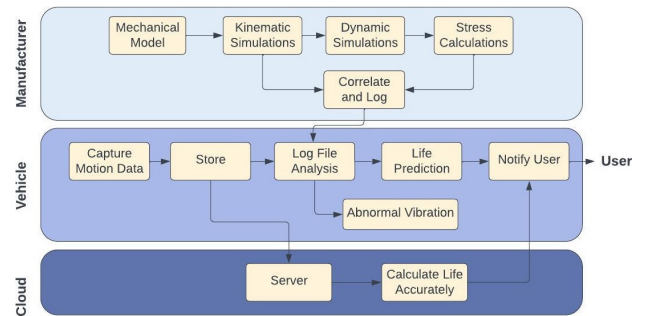 Manufacturer
Mechanical
Model
Kinematic
Simulations
Dynamic
Simulations
Stress
Calculations
Correlate
and Log
Vehicle
Capture
Motion Data
Store
Log File
Analysis
Life
Prediction
Notify User
User
Abnormal Vibration
Cloud
Server
Calculate Life
Accurately